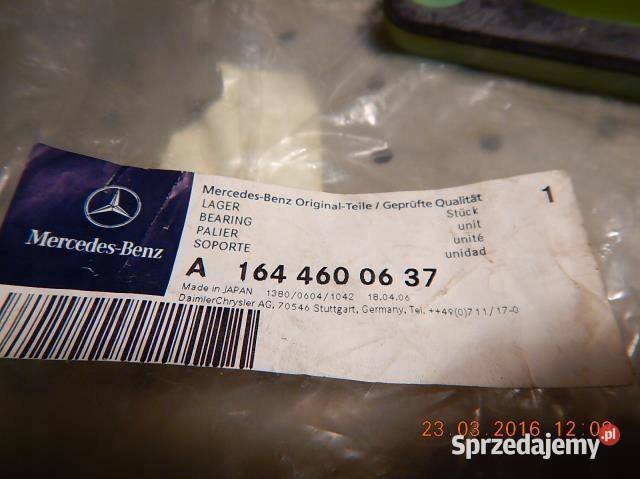 Mercedes-Benz Original-Teile / Geprüfte Qualität 1
LAGER Stück
BEARING unit
PALIER unité
SOPORTE unidad
Mercedes-Benz
A 164 460 06 37
Made in JAPAN 1380/0604/1042 18.04.06
DaimlerChrysler AG, 70546 Stuttgart, Germany, Tel. ++49(0)711/17-0
23.03.2016 12:03
Sprzedajemy.pl